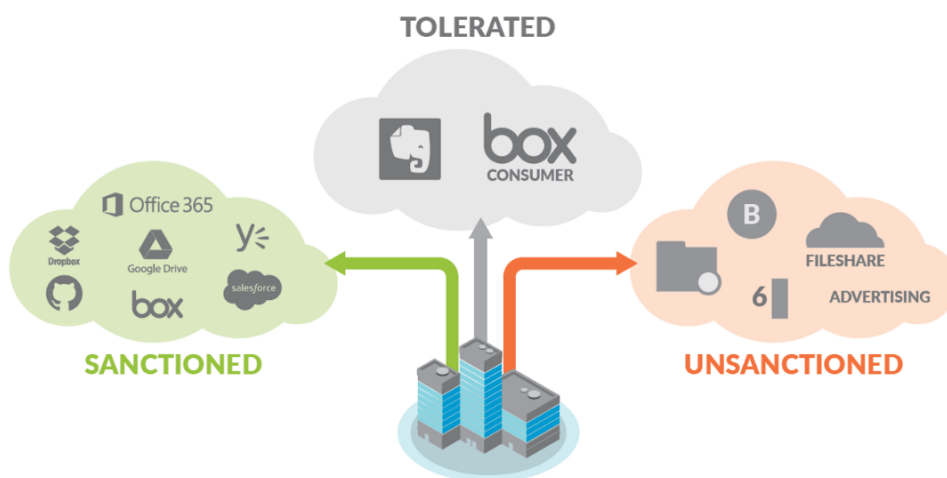 TOLERATED
box
CONSUMER
Office 365
Dropbox
Google Drive
y
salesforce
box
SANCTIONED
B
FILESHARE
6
ADVERTISING
UNSANCTIONED